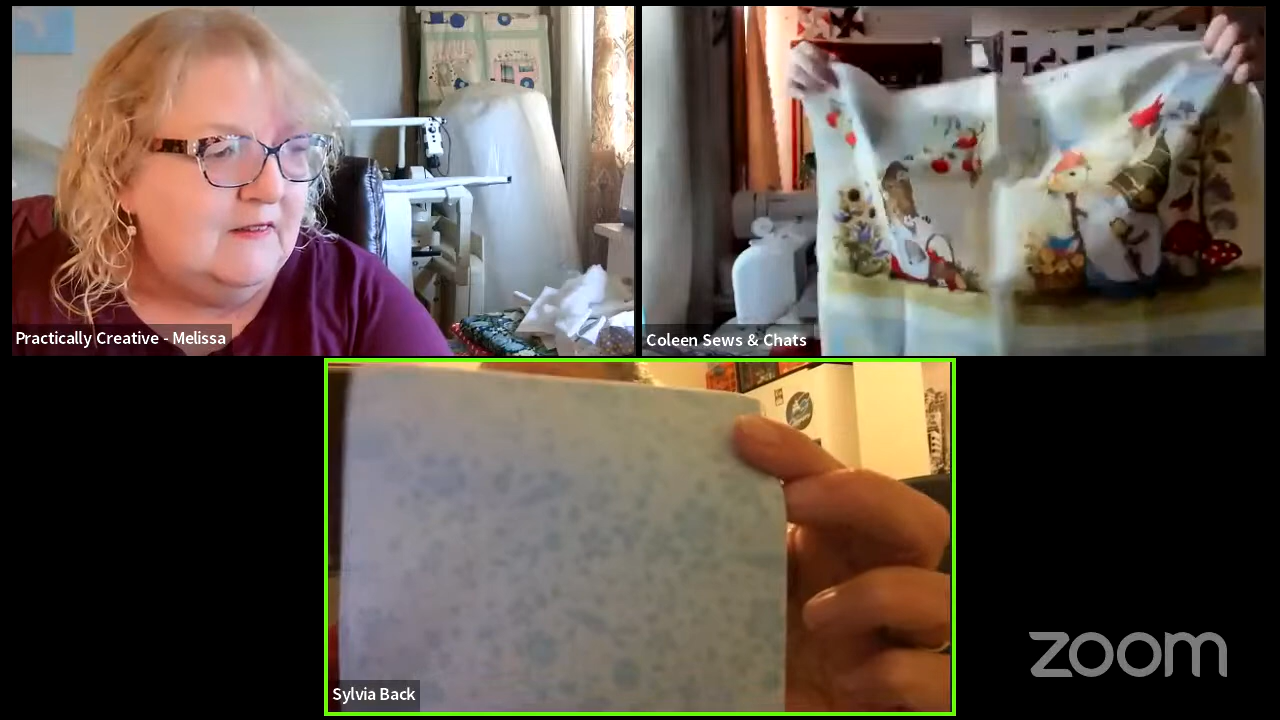 Practically Creative - Melissa
Coleen Sews & Chats
Sylvia Back
zoom